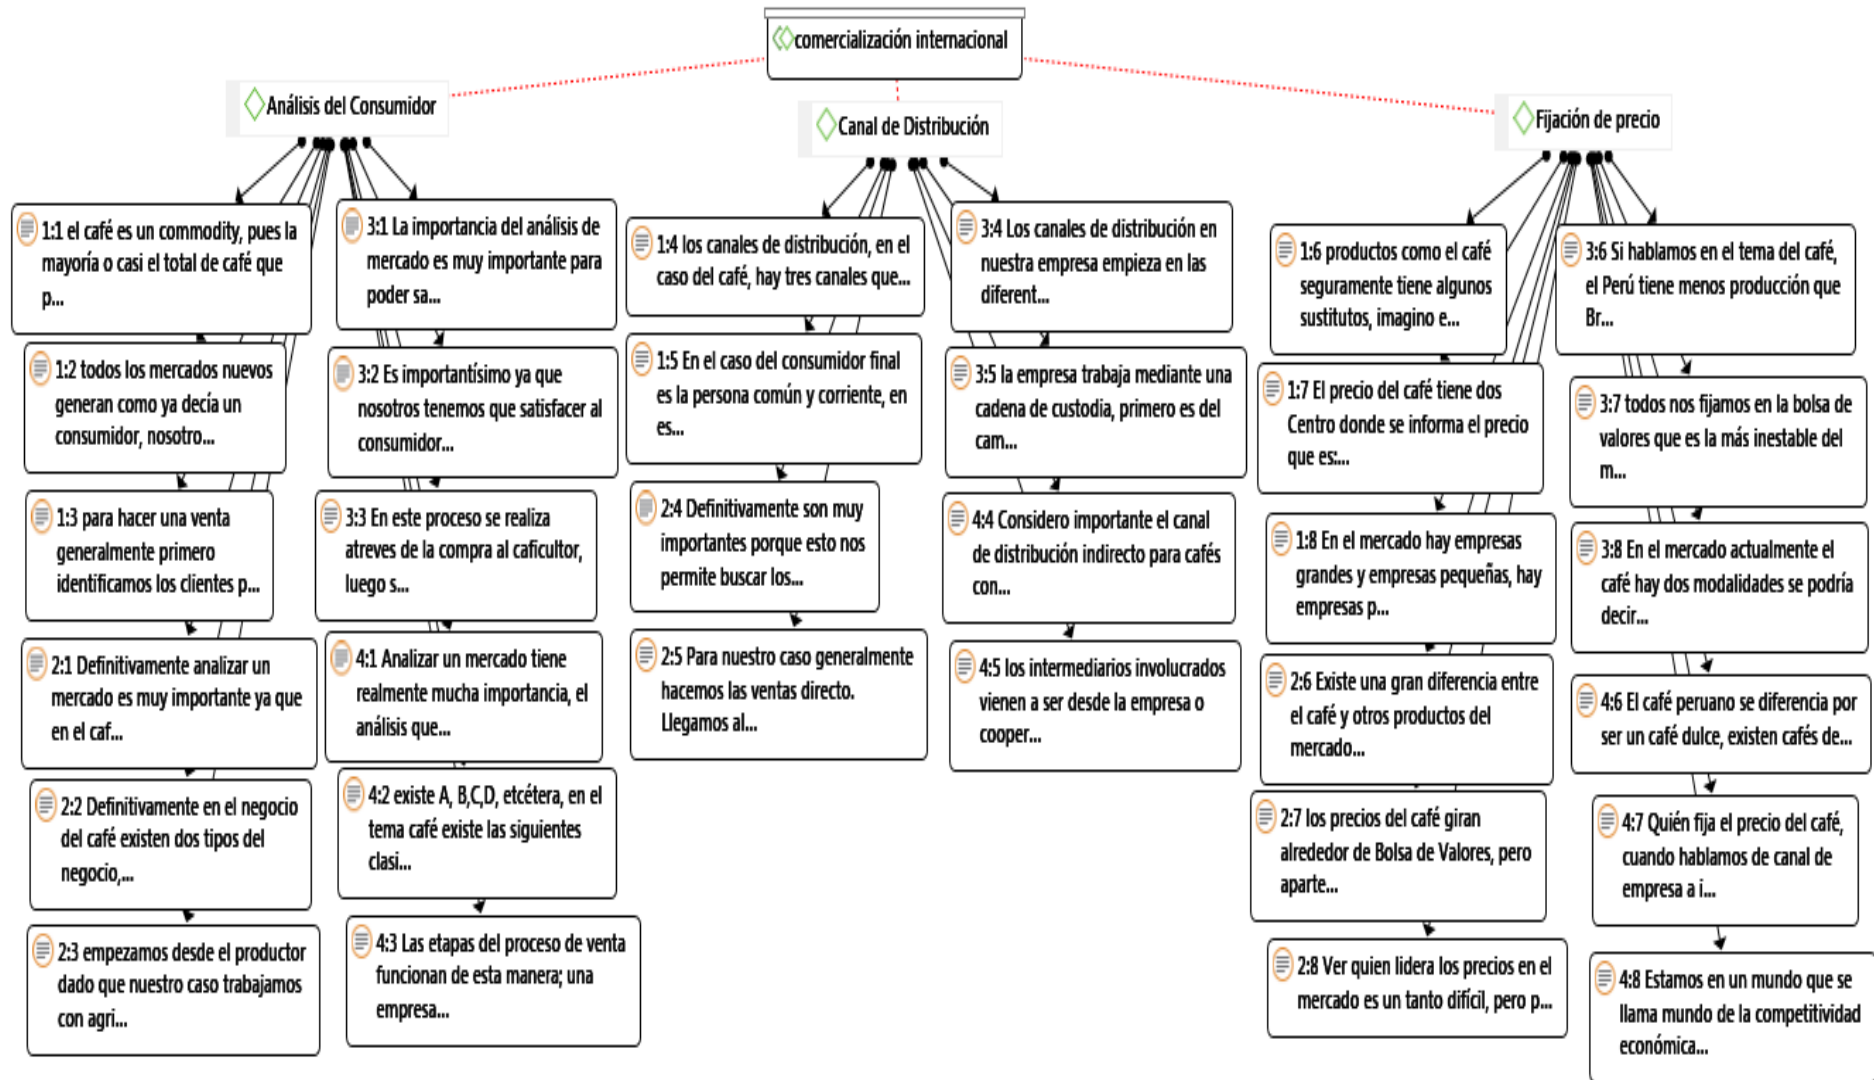 comercialización internacional
Análisis del Consumidor
Canal de Distribución
Fijación de precio
1:1 el café es un commodity, pues la
mayoría o casi el total de café que
p...
1:2 todos los mercados nuevos
generan como ya decía un
consumidor, nosotro...
1:3 para hacer una venta
generalmente primero
identificamos los clientes p...
2:1 Definitivamente analizar un
mercado es muy importante ya que
en el caf...
2:2 Definitivamente en el negocio
del café existen dos tipos del
negocio,...
2:3 empezamos desde el productor
dado que nuestro caso trabajamos
con agri...
3:1 La importancia del análisis de
mercado es muy importante para
poder sa...
3:2 Es importantísimo ya que
nosotros tenemos que satisfacer al
consumidor...
3:3 En este proceso se realiza
atreves de la compra al caficultor,
luego s...
4:1 Analizar un mercado tiene
realmente mucha importancia, el
análisis que...
4:2 existe A, B,C,D, etcétera, en el
tema café existe las siguientes
clasi...
4:3 Las etapas del proceso de venta
funcionan de esta manera; una
empresa...
1:4 los canales de distribución, en el
caso del café, hay tres canales que...
1:5 En el caso del consumidor final
es la persona común y corriente, en
es...
2:4 Definitivamente son muy
importantes porque esto nos
permite buscar los...
2:5 Para nuestro caso generalmente
hacemos las ventas directo.
Llegamos al...
3:4 Los canales de distribución en
nuestra empresa empieza en las
diferent...
3:5 la empresa trabaja mediante una
cadena de custodia, primero es del
cam...
4:4 Considero importante el canal
de distribución indirecto para cafés
con...
4:5 los intermediarios involucrados
vienen a ser desde la empresa o
cooper...
1:6 productos como el café
seguramente tiene algunos
sustitutos, imagino e...
1:7 El precio del café tiene dos
Centro donde se informa el precio
que es:...
1:8 En el mercado hay empresas
grandes y empresas pequeñas, hay
empresas p...
2:6 Existe una gran diferencia entre
el café y otros productos del
mercado...
2:7 los precios del café giran
alrededor de Bolsa de Valores, pero
aparte...
2:8 Ver quien lidera los precios en el
mercado es un tanto difícil, pero p...
3:6 Si hablamos en el tema del café,
el Perú tiene menos producción que
Br...
3:7 todos nos fijamos en la bolsa de
valores que es la más inestable del
m...
3:8 En el mercado actualmente el
café hay dos modalidades se podría
decir...
4:6 El café peruano se diferencia por
ser un café dulce, existen cafés de...
4:7 Quién fija el precio del café,
cuando hablamos de canal de
empresa a i...
4:8 Estamos en un mundo que se
llama mundo de la competitividad
económica...